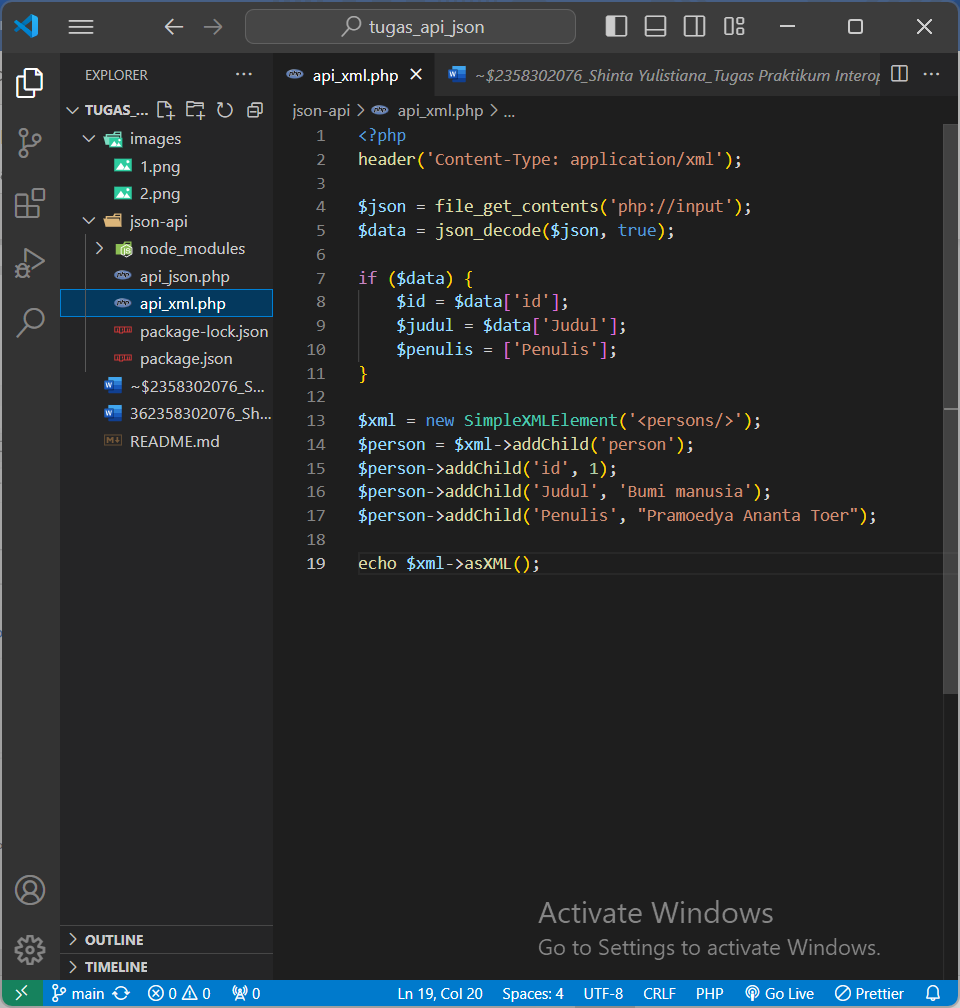 tugas_api_json
EXPLORER
TUGAS_...
images
1.png
2.png
json-api
node_modules
api_json.php
api_xml.php
package-lock.json
package.json
~$2358302076_S...
362358302076_Sh...
README.md
OUTLINE
TIMELINE
api_xml.php
~$2358302076_Shinta Yulistiana_Tugas Praktikum Interop
json-api > api_xml.php > ...
1 <?php
2 header('Content-Type: application/xml');
3
4 $json = file_get_contents('php://input');
5 $data = json_decode($json, true);
6
7 if ($data) {
8     $id = $data['id'];
9     $judul = $data['Judul'];
10     $penulis = ['Penulis'];
11 }
12
13 $xml = new SimpleXMLElement('<persons/>');
14 $person = $xml->addChild('person');
15 $person->addChild('id', 1);
16 $person->addChild('Judul', 'Bumi manusia');
17 $person->addChild('Penulis', "Pramoedya Ananta Toer");
18
19 echo $xml->asXML();
Activate Windows
Go to Settings to activate Windows.
main 0 0 0 Ln 19, Col 20 Spaces: 4 UTF-8 CRLF PHP Go Live Prettier